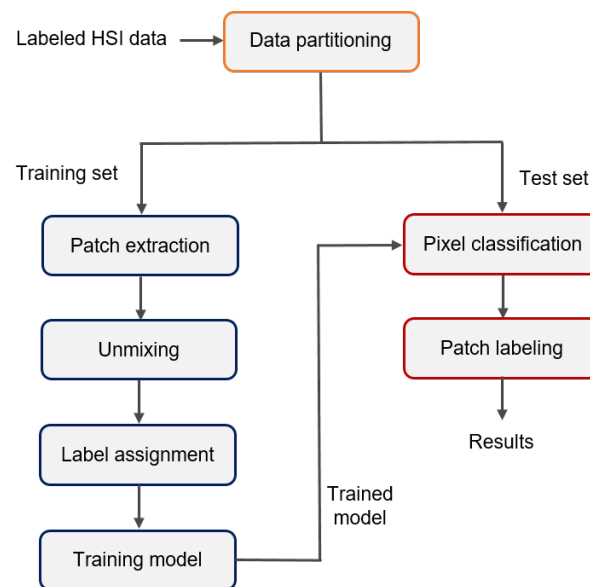 Labeled HSI data
Data partitioning
Training set
Test set
Patch extraction
Pixel classification
Unmixing
Patch labeling
Label assignment
Results
Trained
model
Training model